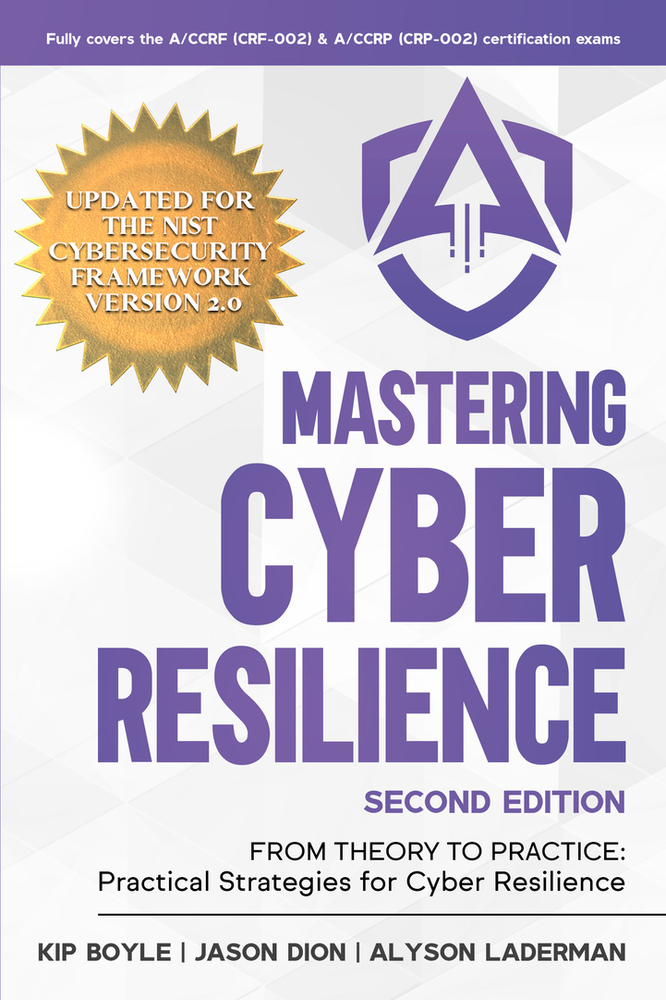 Fully covers the A/CCRF (CRF-002) & A/CCRP (CRP-002) certification exams
UPDATED FOR
THE NIST
CYBERSECURITY
FRAMEWORK
VERSION 2.0
MASTERING
CYBER
RESILIENCE
SECOND EDITION
FROM THEORY TO PRACTICE:
Practical Strategies for Cyber Resilience
KIP BOYLE | JASON DION | ALYSON LADERMAN